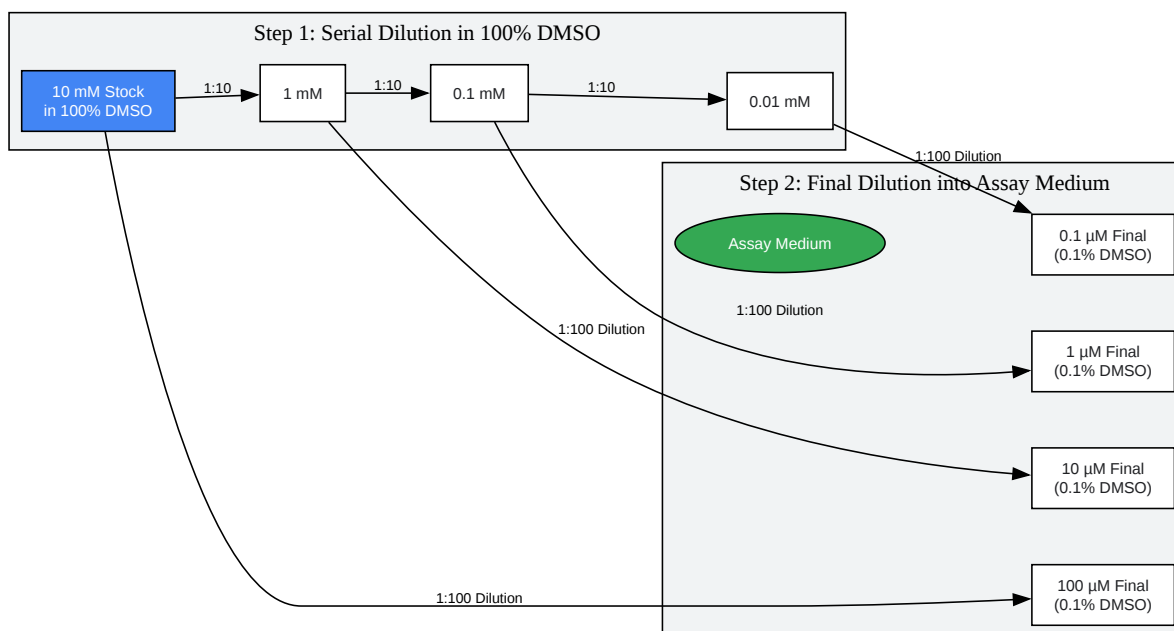 Step 1: Serial Dilution in 100% DMSO
10 mM Stock
in 100% DMSO
1:10
1 mM
1:10
0.1 mM
1:10
0.01 mM
1:100 Dilution
Step 2: Final Dilution into Assay Medium
Assay Medium
0.1 µM Final
(0.1% DMSO)
1:100 Dilution
1:100 Dilution
1 µM Final
(0.1% DMSO)
10 µM Final
(0.1% DMSO)
1:100 Dilution
100 µM Final
(0.1% DMSO)